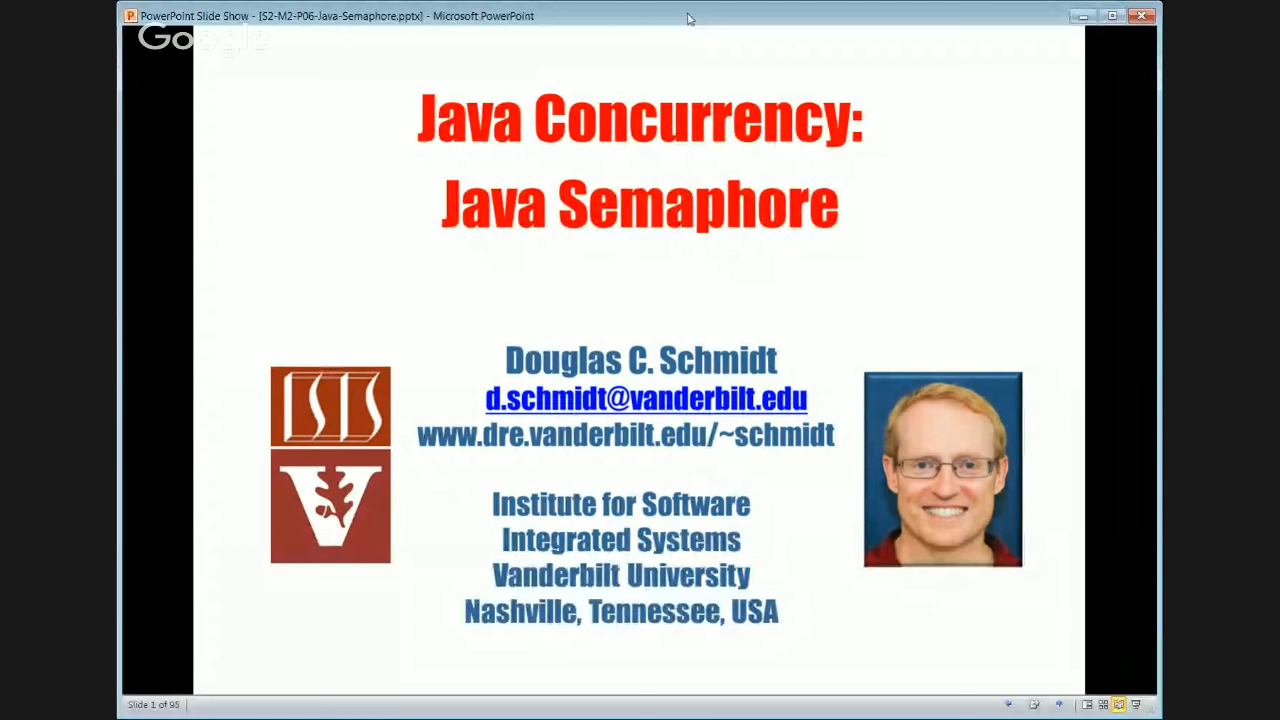 PowerPoint Slide Show - [S2-M2-P06-Java-Semaphore.pptx] - Microsoft PowerPoint
Google
Java Concurrency:
Java Semaphore
Douglas C. Schmidt
d.schmidt@vanderbilt.edu
www.dre.vanderbilt.edu/~schmidt
ISIS
V
Institute for Software
Integrated Systems
Vanderbilt University
Nashville, Tennessee, USA
Slide 1 of 95